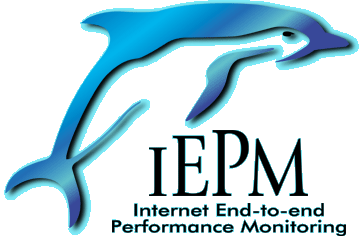 IEPM
Internet End-to-end
Performance Monitoring